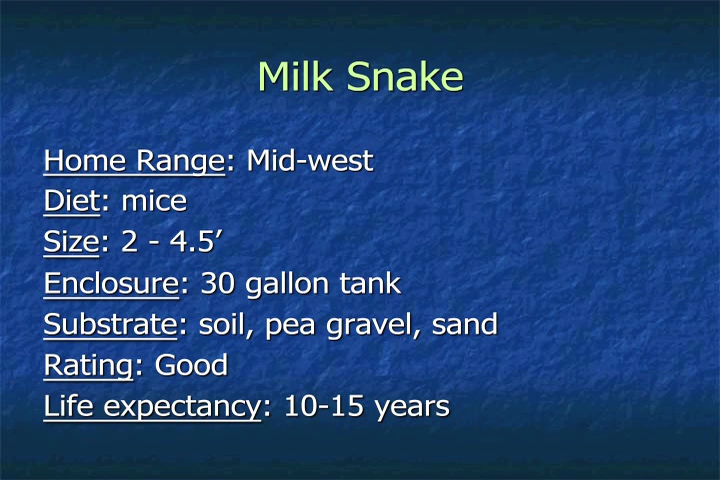 Milk Snake
Home Range: Mid-west
Diet: mice
Size: 2 - 4.5’
Enclosure: 30 gallon tank
Substrate: soil, pea gravel, sand
Rating: Good
Life expectancy: 10-15 years